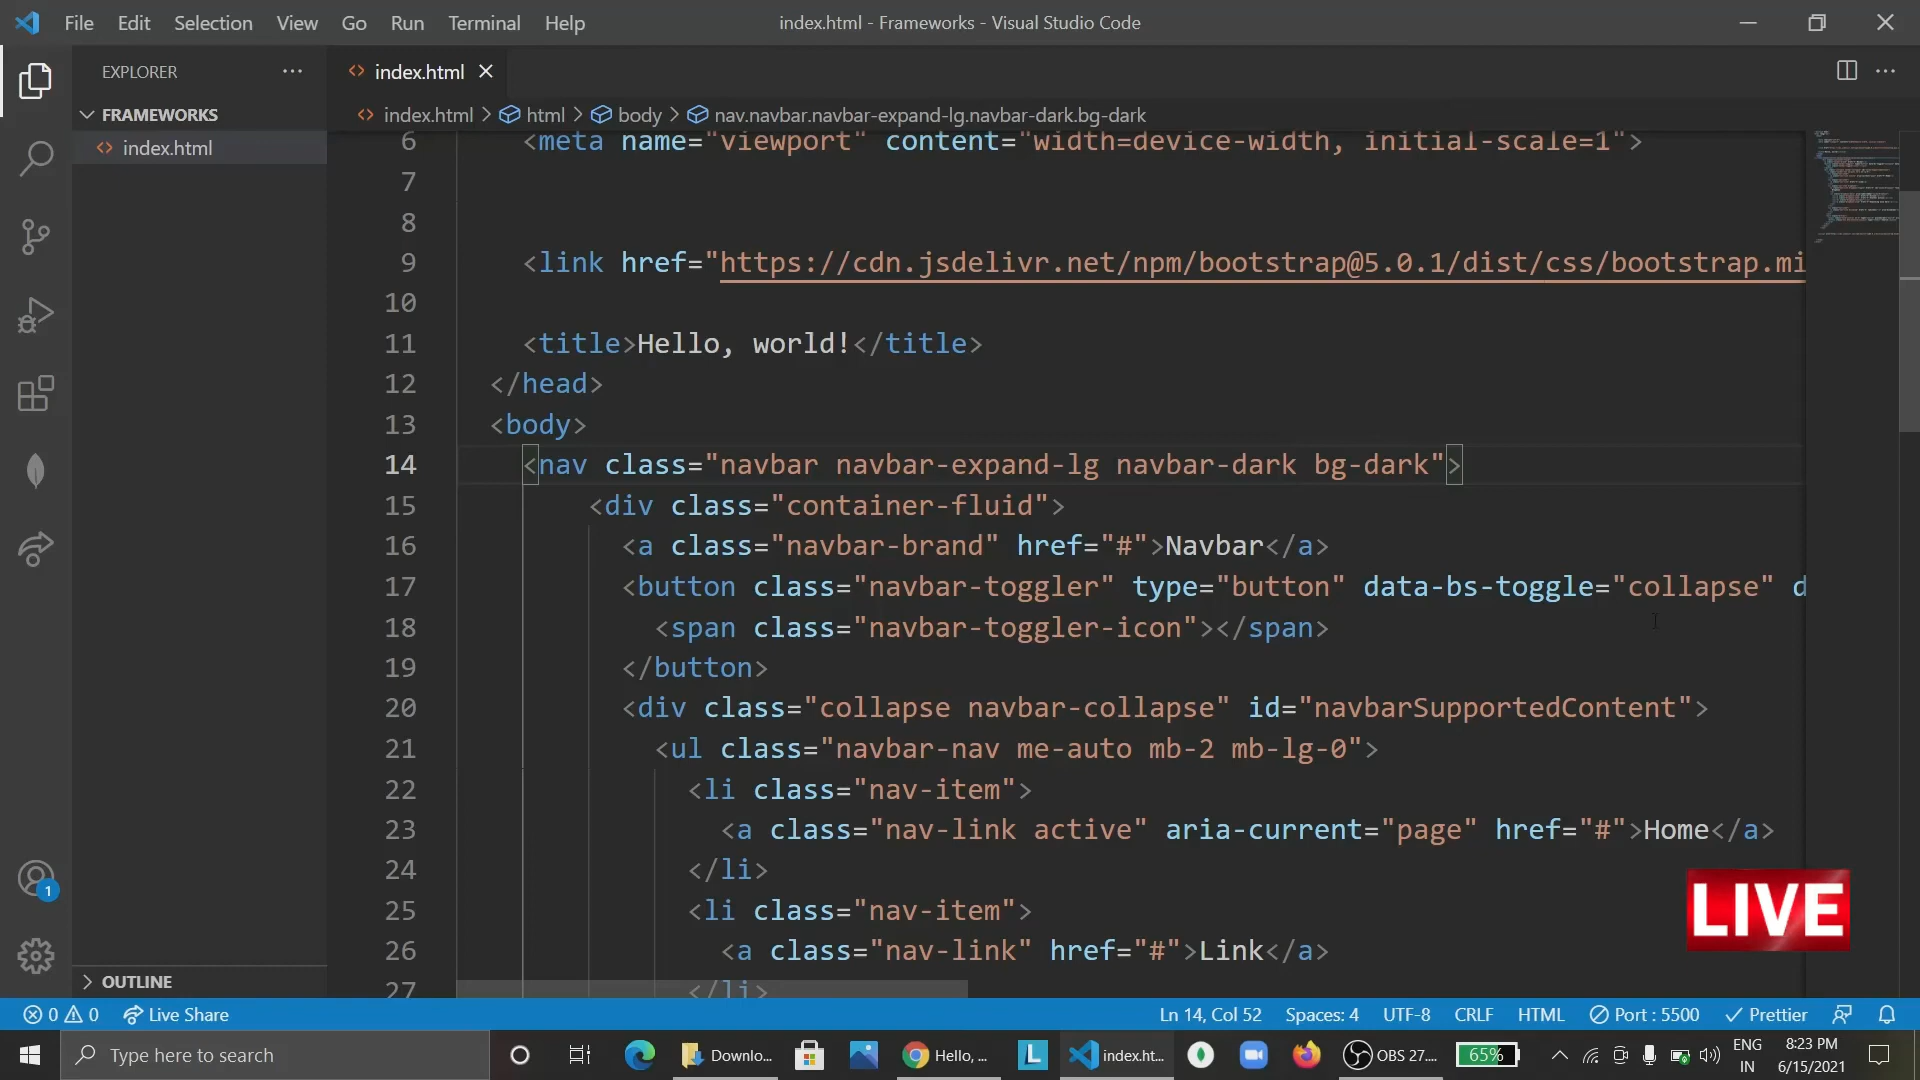 File Edit Selection View Go Run Terminal Help
index.html - Frameworks - Visual Studio Code
EXPLORER
index.html
FRAMEWORKS
index.html > html > body > nav.navbar.navbar-expand-lg.navbar-dark.bg-dark
index.html
6 <meta name="viewport" content="width=device-width, initial-scale=1">
7
8
9 <link href="https://cdn.jsdelivr.net/npm/bootstrap@5.0.1/dist/css/bootstrap.mi
10
11 <title>Hello, world!</title>
12 </head>
13 <body>
14 <nav class="navbar navbar-expand-lg navbar-dark bg-dark">
15 <div class="container-fluid">
16 <a class="navbar-brand" href="#">Navbar</a>
17 <button class="navbar-toggler" type="button" data-bs-toggle="collapse" d
18 <span class="navbar-toggler-icon"></span>
19 </button>
20 <div class="collapse navbar-collapse" id="navbarSupportedContent">
21 <ul class="navbar-nav me-auto mb-2 mb-lg-0">
22 <li class="nav-item">
23 <a class="nav-link active" aria-current="page" href="#">Home</a>
24 </li>
25 <li class="nav-item">
26 <a class="nav-link" href="#">Link</a>
27 </li>
LIVE
1
OUTLINE
0 0 Live Share
Ln 14, Col 52 Spaces: 4 UTF-8 CRLF HTML Port : 5500 Prettier
Type here to search
Downlo...
Hello, ...
L
index.ht...
OBS 27....
65%
ENG
IN
8:23 PM
6/15/2021